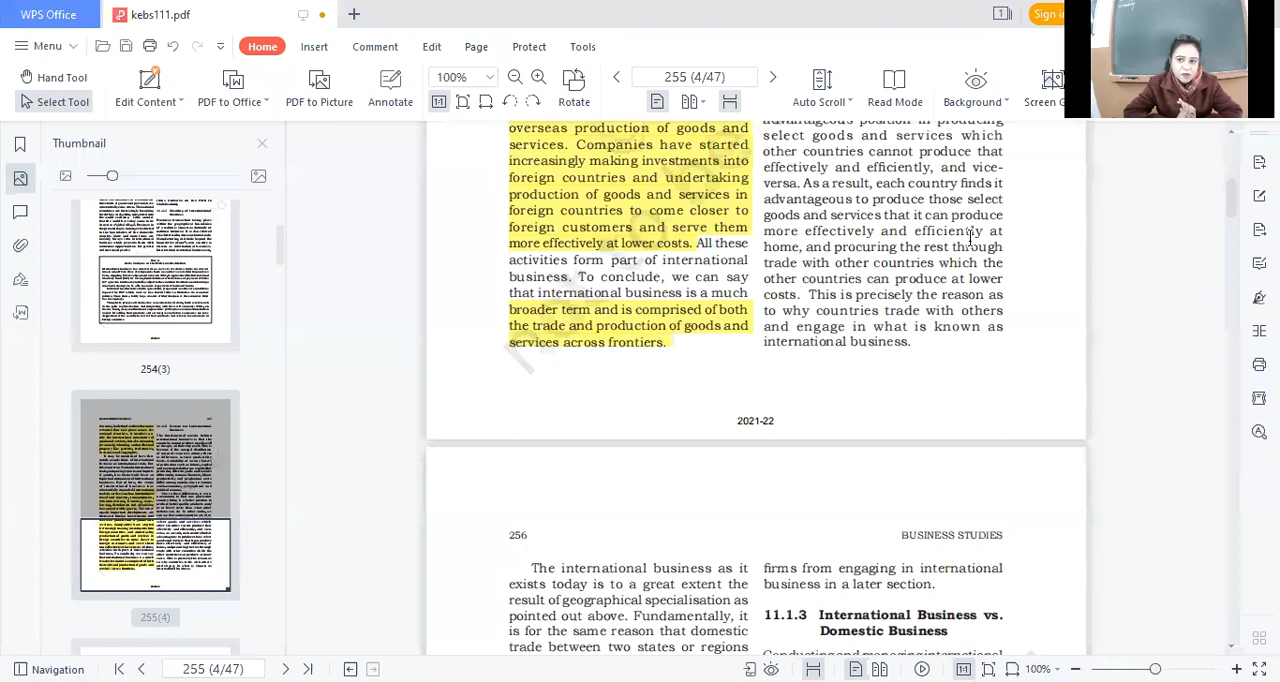 WPS Office
kebs111.pdf
1
Sign in
Menu
Home
Insert
Comment
Edit
Page
Protect
Tools
Hand Tool
Select Tool
Edit Content
PDF to Office
PDF to Picture
Annotate
100%
Rotate
255 (4/47)
Auto Scroll
Read Mode
Background
Screen G
Thumbnail
254(3)
255(4)
overseas production of goods and
services. Companies have started
increasingly making investments into
foreign countries and undertaking
production of goods and services in
foreign countries to come closer to
foreign customers and serve them
more effectively at lower costs. All these
activities form part of international
business. To conclude, we can say
that international business is a much
broader term and is comprised of both
the trade and production of goods and
services across frontiers.
advantageous position in producing
select goods and services which
other countries cannot produce that
effectively and efficiently, and vice-
versa. As a result, each country finds it
advantageous to produce those select
goods and services that it can produce
more effectively and efficiently at
home, and procuring the rest through
trade with other countries which the
other countries can produce at lower
costs. This is precisely the reason as
to why countries trade with others
and engage in what is known as
international business.
2021-22
256
BUSINESS STUDIES
The international business as it
exists today is to a great extent the
result of geographical specialisation as
pointed out above. Fundamentally, it
is for the same reason that domestic
trade between two states or regions
firms from engaging in international
business in a later section.
11.1.3 International Business vs.
Domestic Business
Conducting and managing international
Navigation
255 (4/47)
100%